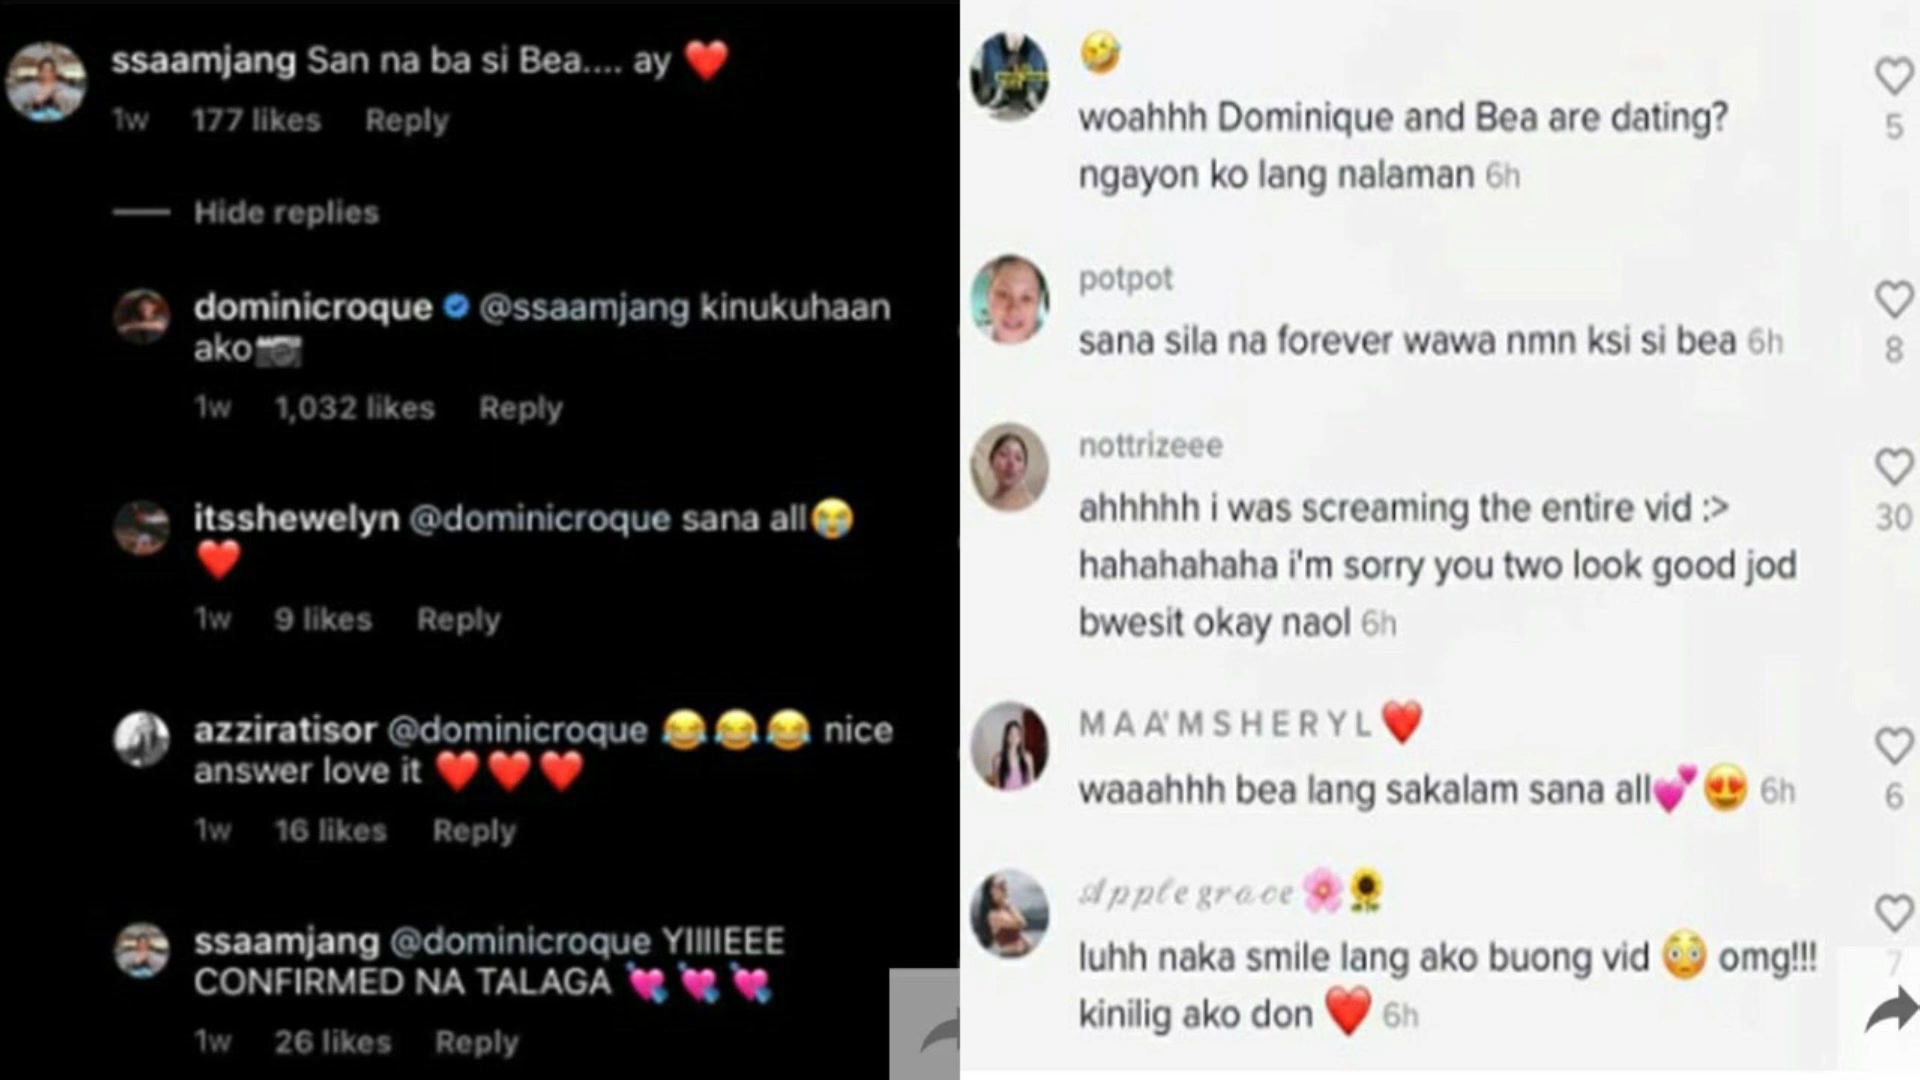 ssaamjang San na ba si Bea.... ay ❤️
1w 177 likes Reply
Hide replies
dominicroque @ssaamjang kinukuhaan
ako📷
1w 1,032 likes Reply
itsshewelyn @dominicroque sana all😭
❤️
1w 9 likes Reply
azziratisor @dominicroque 😂😂😂 nice
answer love it ❤️❤️❤️
1w 16 likes Reply
ssaamjang @dominicroque YIIIIEEE
CONFIRMED NA TALAGA 💘💘💘
1w 26 likes Reply
🤣
woahhh Dominique and Bea are dating?
ngayon ko lang nalaman 6h
5
potpot
sana sila na forever wawa nmn ksi si bea 6h
8
nottrizeee
ahhhhh i was screaming the entire vid :>
hahahahaha i'm sorry you two look good jod
bwesit okay naol 6h
30
M A A' M S H E R Y L ❤️
waaahhh bea lang sakalam sana all💕😍 6h
6
𝒜𝓅𝓅𝓁𝑒 𝑔𝓇𝒶𝒸𝑒 🌸🌻
luhh naka smile lang ako buong vid 😳 omg!!!
kinilig ako don ❤️ 6h
7